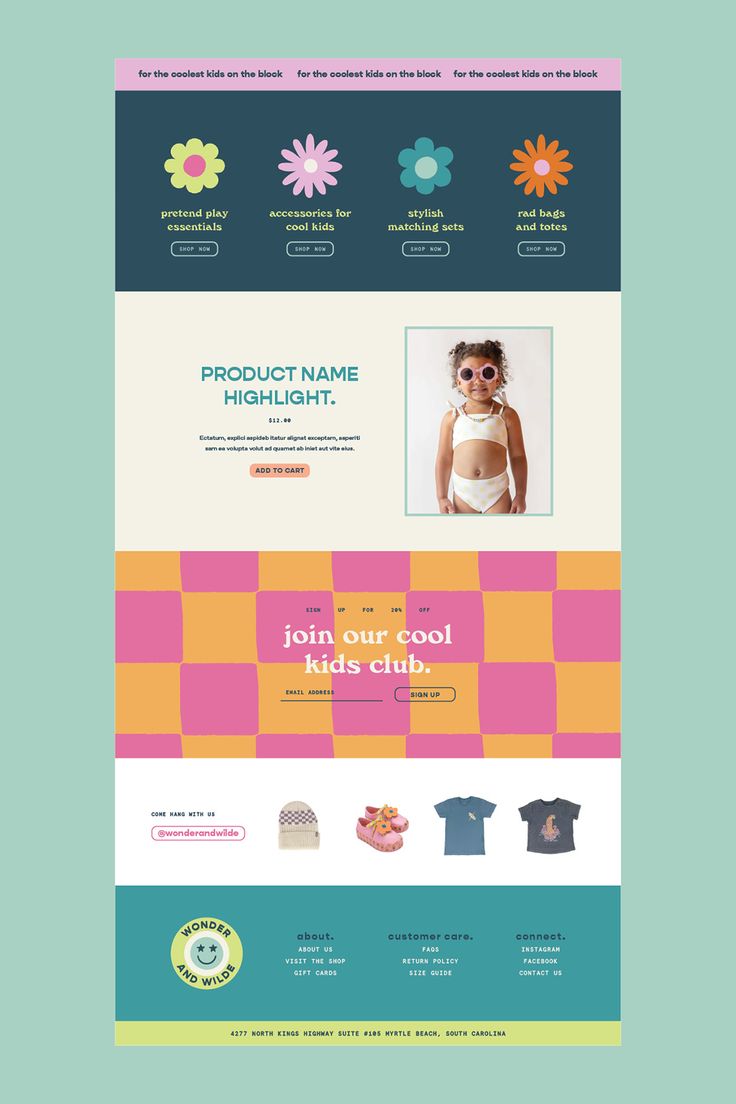 for the coolest kids on the block for the coolest kids on the block for the coolest kids on the block
pretend play
essentials
SHOP NOW
accessories for
cool kids
SHOP NOW
stylish
matching sets
SHOP NOW
rad bags
and totes
SHOP NOW
PRODUCT NAME
HIGHLIGHT.
$12.00
Ectatum, explici aspideb itatur alignat exceptam, asperiti
sam ea volupta volut ad quamet ab iniet aut vite eius.
ADD TO CART
SIGN UP FOR 20% OFF
join our cool
kids club.
EMAIL ADDRESS
SIGN UP
COME HANG WITH US
@wonderandwilde
WONDER
AND WILDE
about.
ABOUT US
VISIT THE SHOP
GIFT CARDS
customer care.
FAQS
RETURN POLICY
SIZE GUIDE
connect.
INSTAGRAM
FACEBOOK
CONTACT US
4277 NORTH KINGS HIGHWAY SUITE #105 MYRTLE BEACH, SOUTH CAROLINA